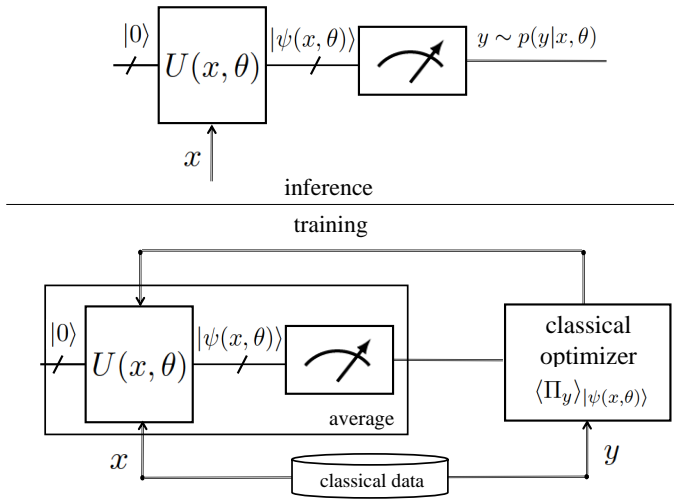 |0⟩
U(x, θ)
|ψ(x, θ)⟩
y ∼ p(y|x, θ)
x
inference
training
|0⟩
U(x, θ)
|ψ(x, θ)⟩
average
classical
optimizer
⟨Π_y⟩_{|ψ(x,θ)⟩}
x
classical data
y